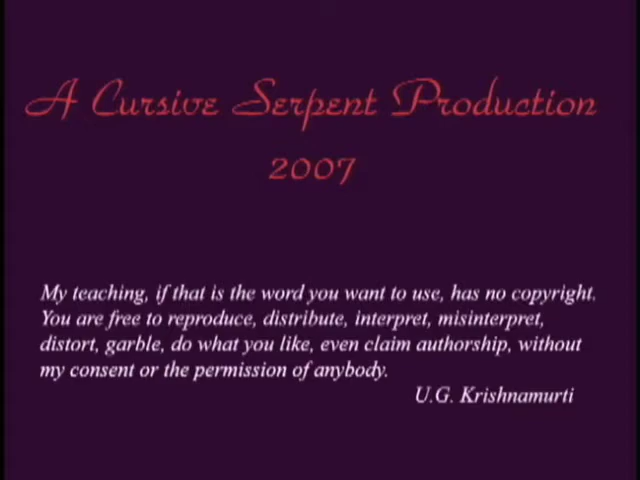 A Cursive Serpent Production
2007
My teaching, if that is the word you want to use, has no copyright.
You are free to reproduce, distribute, interpret, misinterpret,
distort, garble, do what you like, even claim authorship, without
my consent or the permission of anybody.
U.G. Krishnamurti